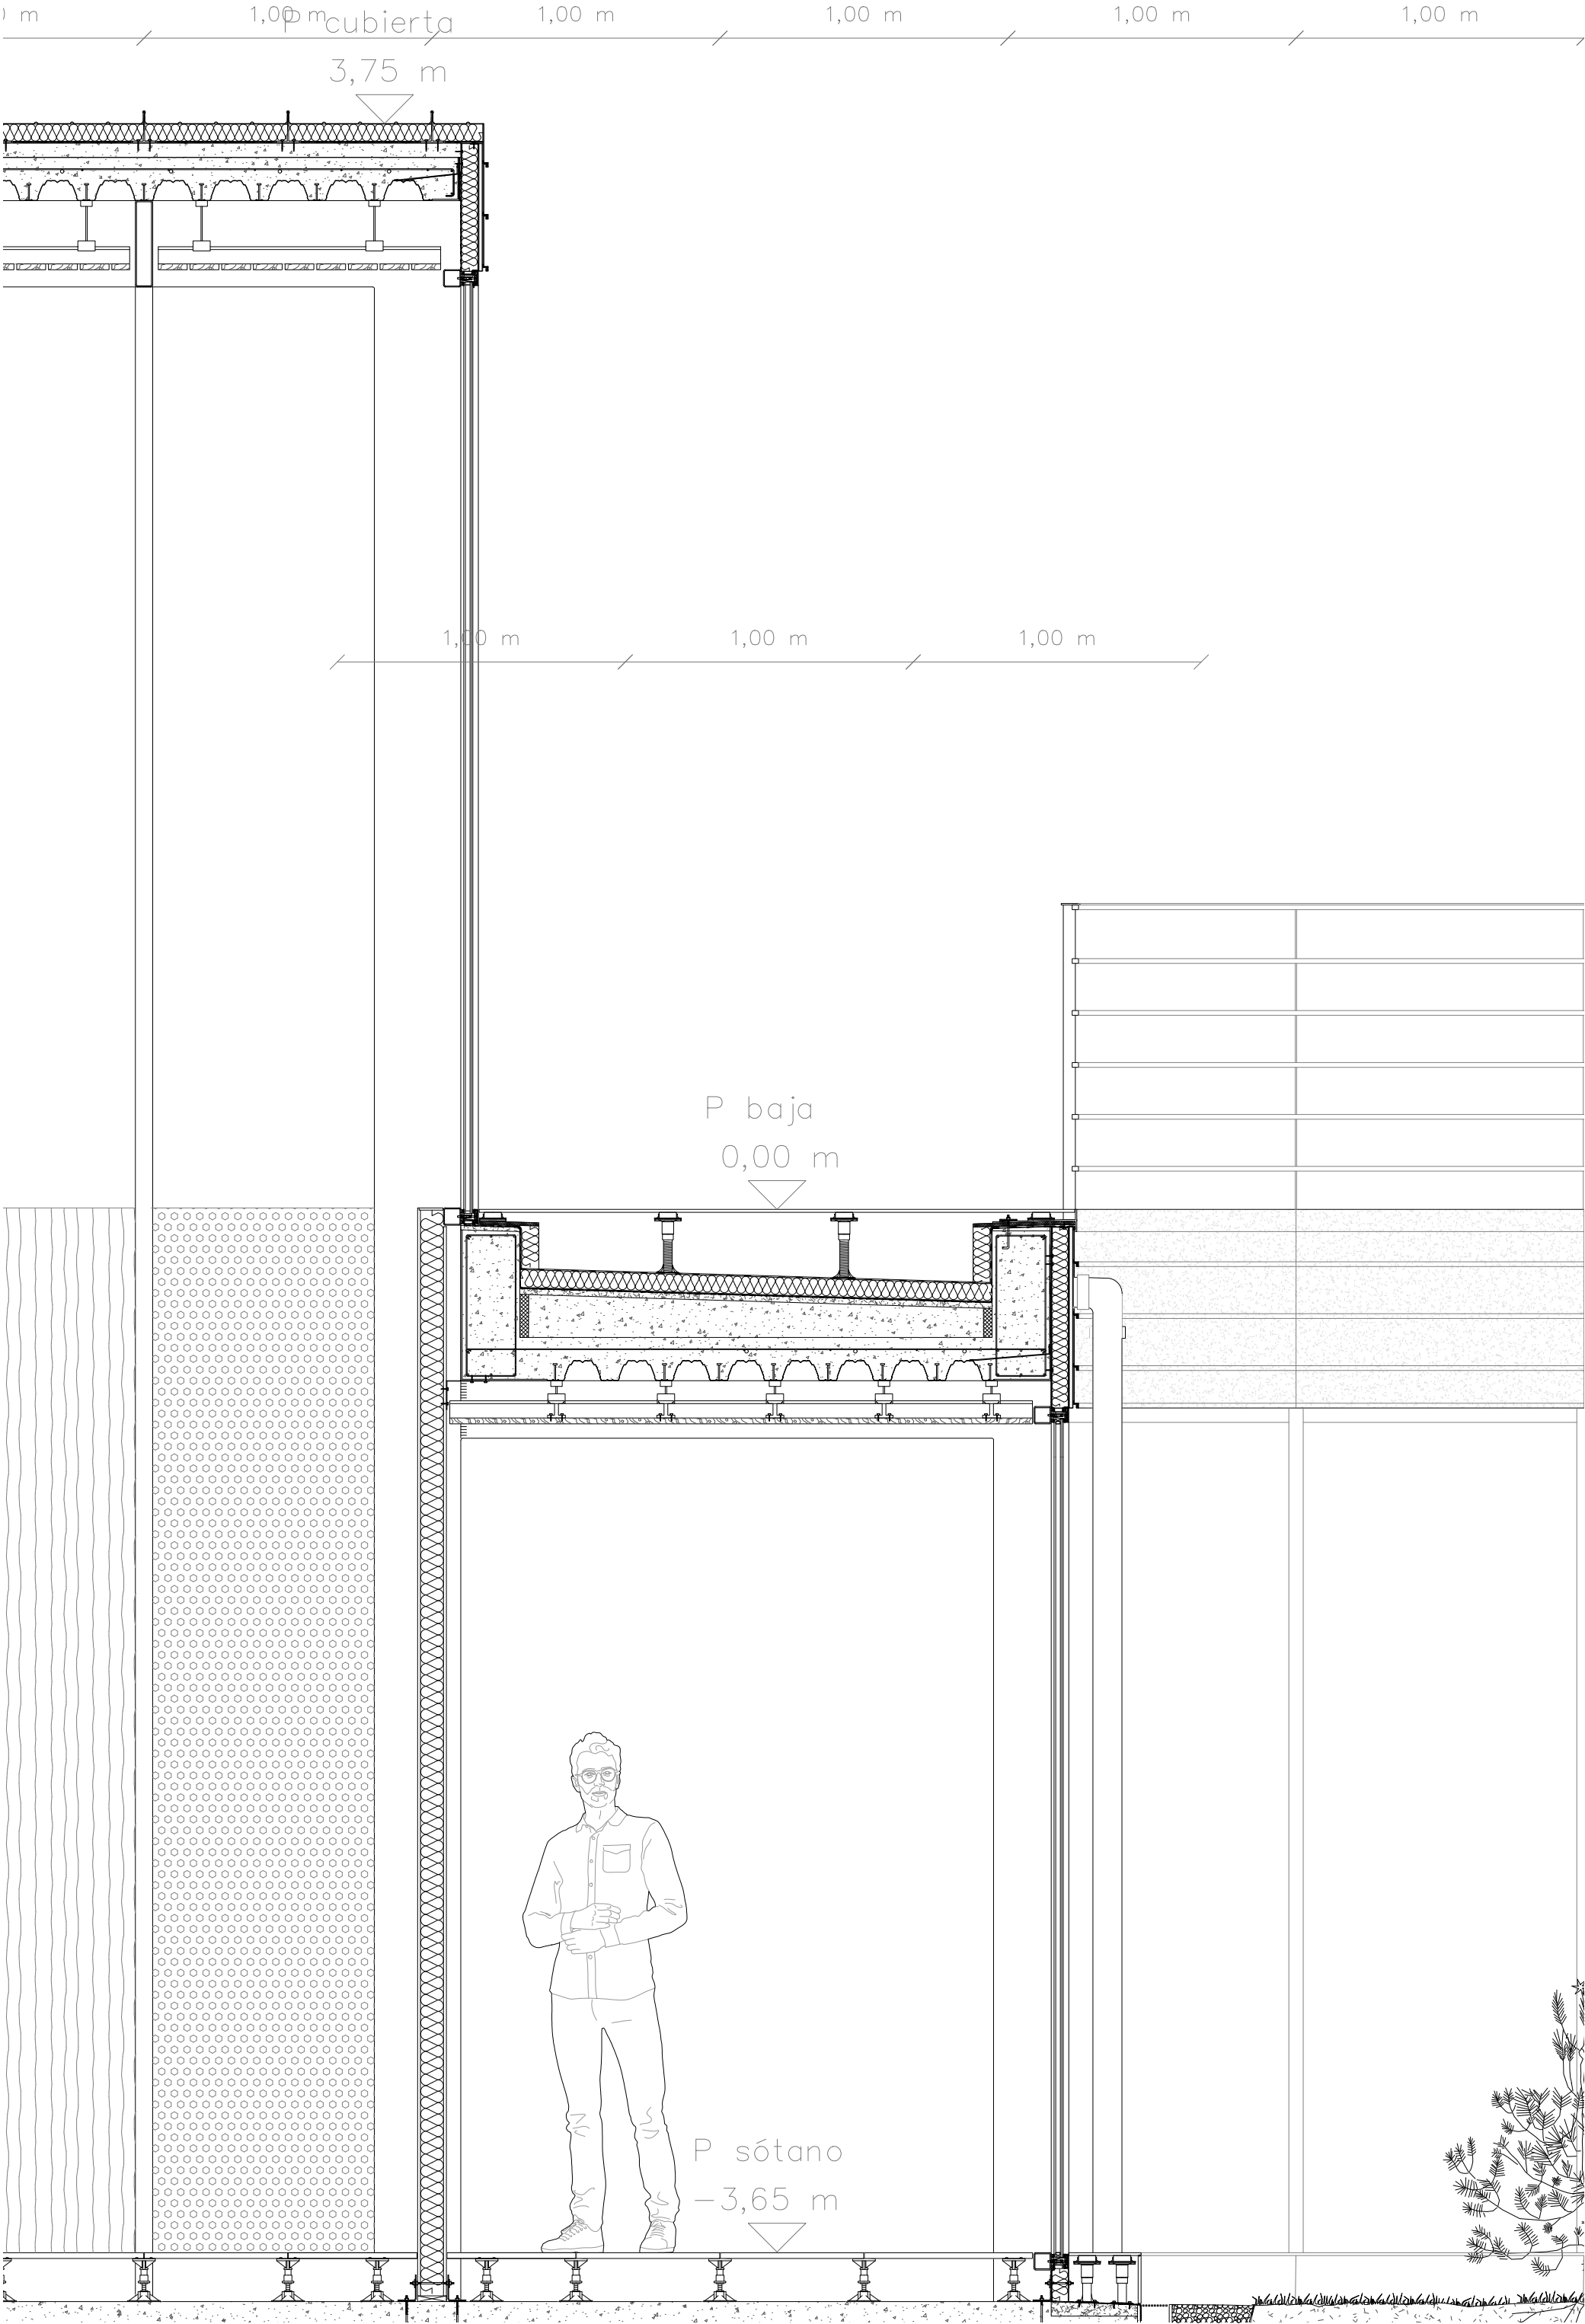 0 m 1,00 m 1,00 m 1,00 m 1,00 m 1,00 m
P cubierta
3,75 m
1,00 m 1,00 m 1,00 m
P baja
0,00 m
P sótano
−3,65 m